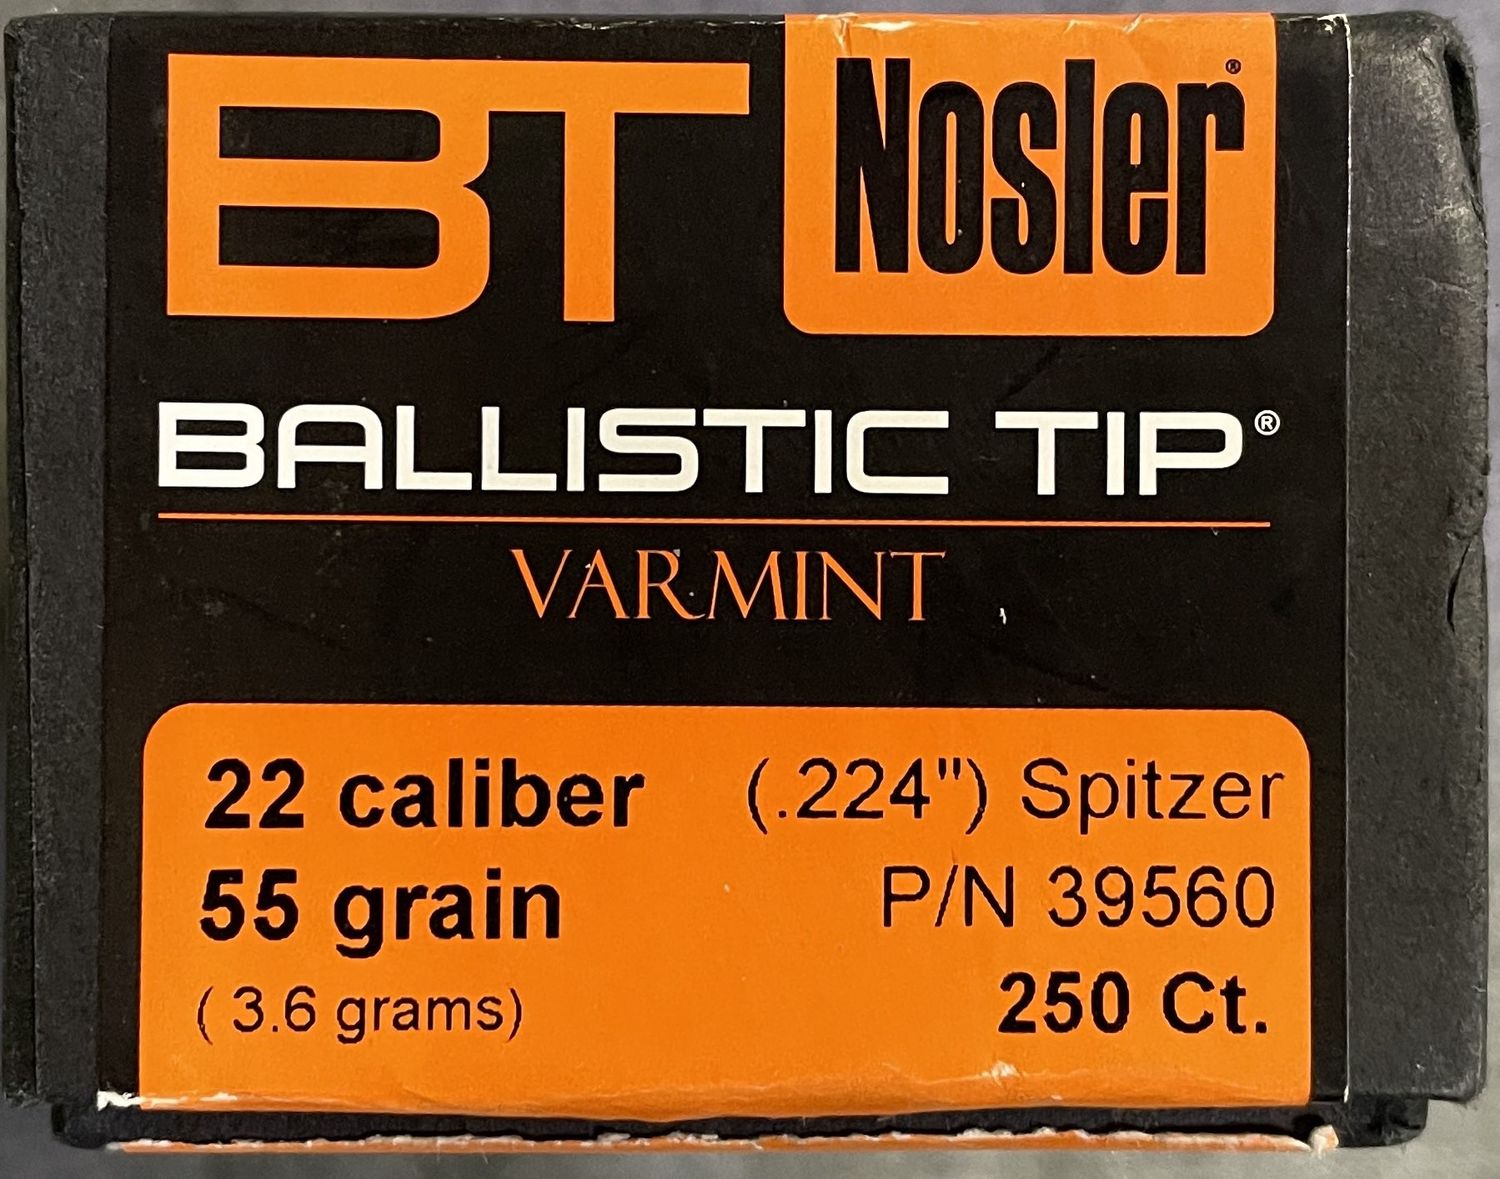 BT Nosler®
BALLISTIC TIP®
VARMINT
22 caliber (.224") Spitzer
55 grain P/N 39560
( 3.6 grams) 250 Ct.